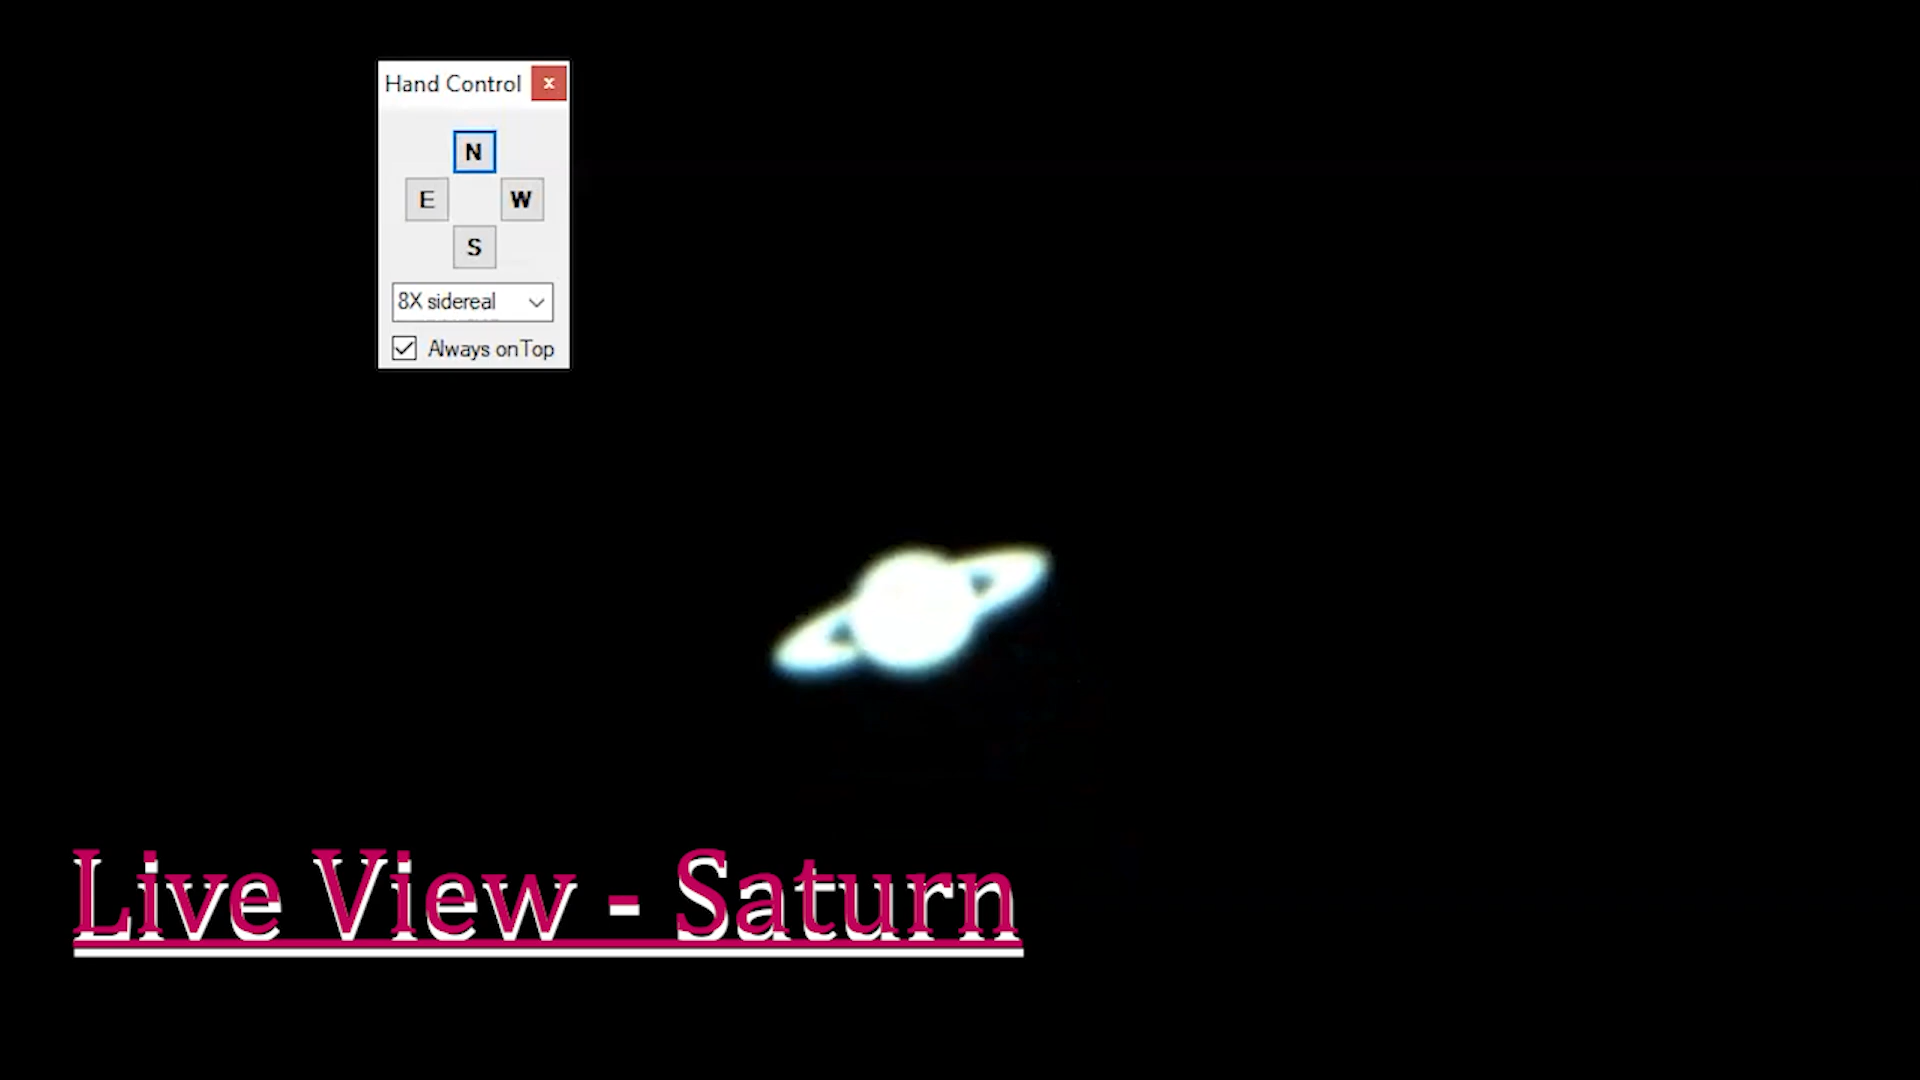 Hand Control x
N
E W
S
8X sidereal
Always on Top
Live View - Saturn